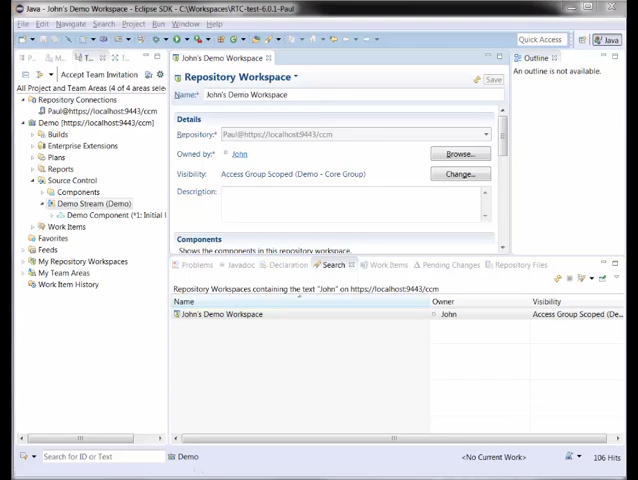 Java - John's Demo Workspace - Eclipse SDK - C:\Workspaces\RTC-test-6.0.1-Paul
File Edit Navigate Search Project Run Window Help
Quick Access Java
P... M... T... T...
Accept Team Invitation
All Project and Team Areas (4 of 4 areas selec
Repository Connections
Paul@https://localhost:9443/ccm
Demo [https://localhost:9443/ccm]
Builds
Enterprise Extensions
Plans
Reports
Source Control
Components
Demo Stream (Demo)
Demo Component (*1: Initial I
Work Items
Favorites
Feeds
My Repository Workspaces
My Team Areas
Work Item History
John's Demo Workspace
Repository Workspace
Save
Name:* John's Demo Workspace
Details
Repository:* Paul@https://localhost:9443/ccm
Owned by:* John Browse...
Visibility: Access Group Scoped (Demo - Core Group) Change...
Description:
Components
Shows the components in this repository workspace.
Outline
An outline is not available.
Problems Javadoc Declaration Search Work Items Pending Changes Repository Files
Repository Workspaces containing the text "John" on https://localhost:9443/ccm
Name Owner Visibility
John's Demo Workspace John Access Group Scoped (De...
Search for ID or Text Demo <No Current Work> 106 Hits